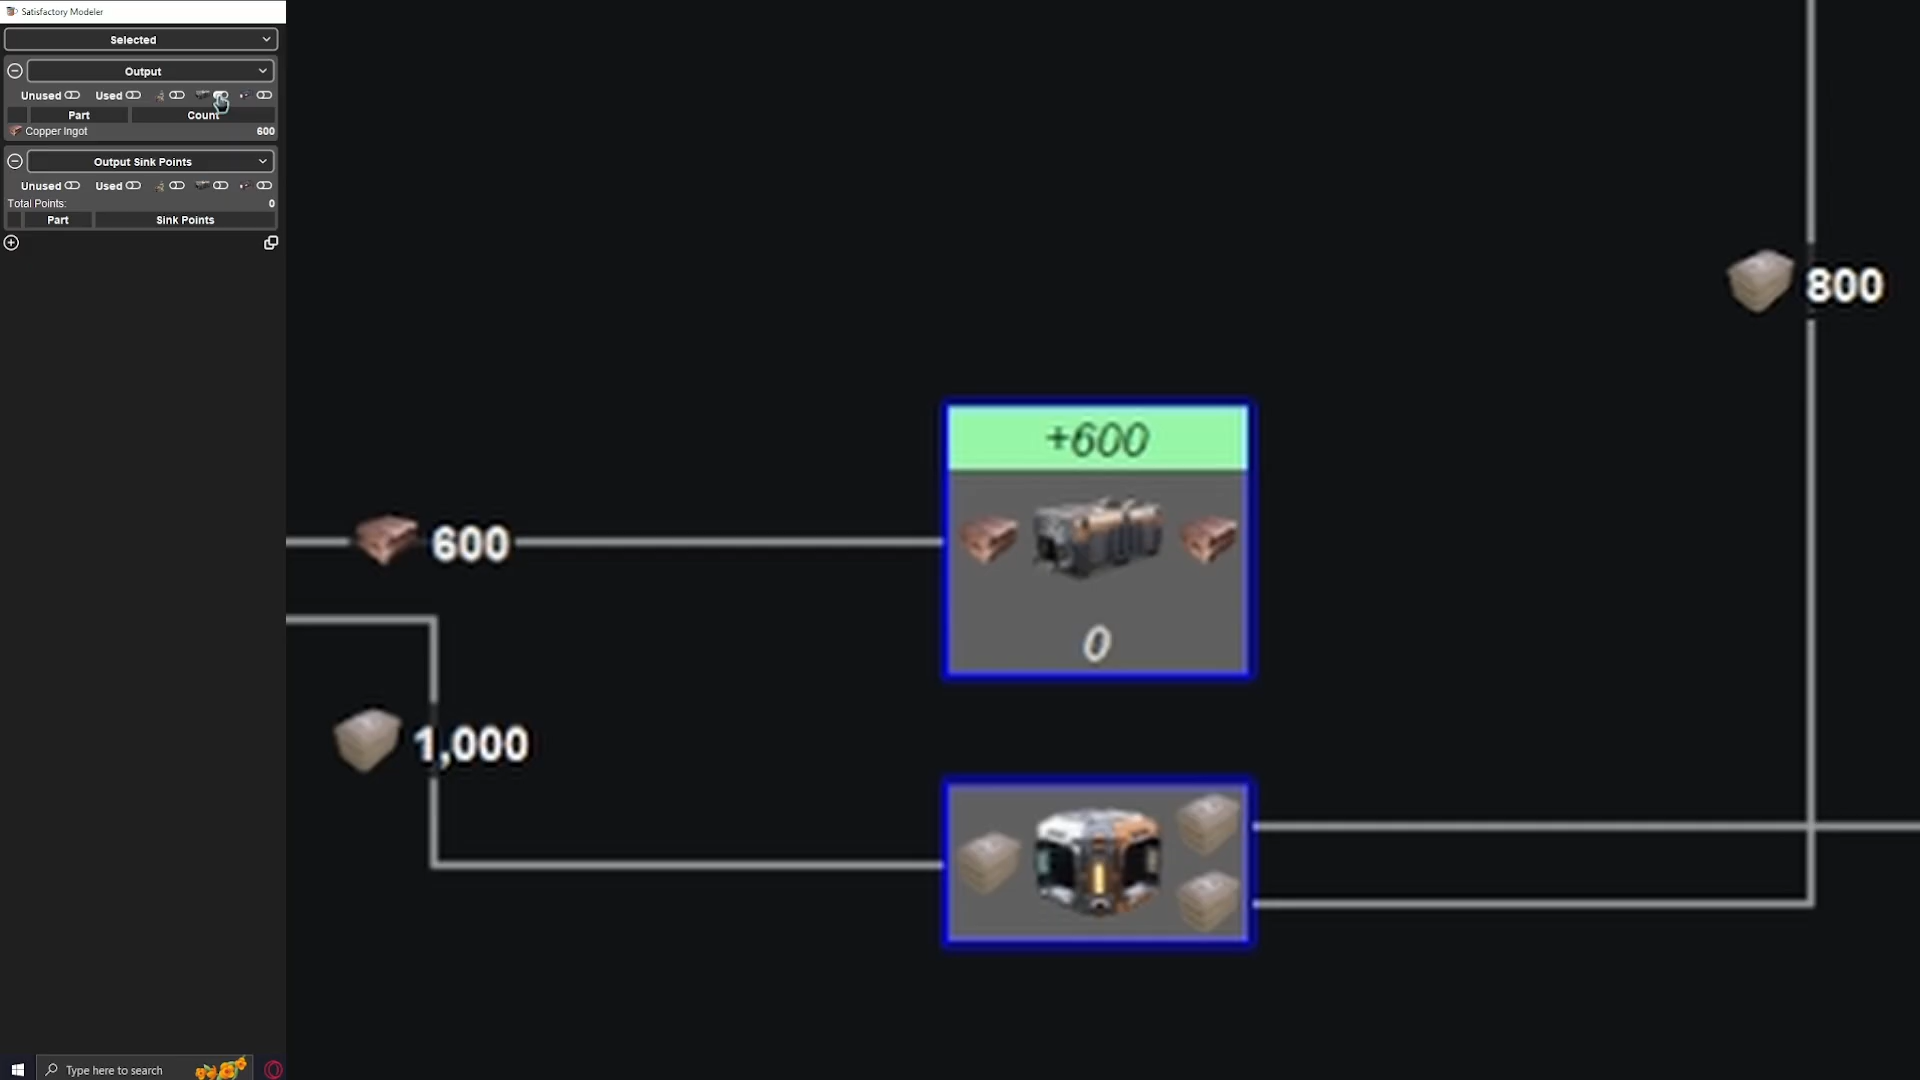 Satisfactory Modeler
Selected
Output
Unused Used
Part Count
Copper Ingot 600
Output Sink Points
Unused Used
Total Points: 0
Part Sink Points
800
+600
600
0
1,000
Type here to search